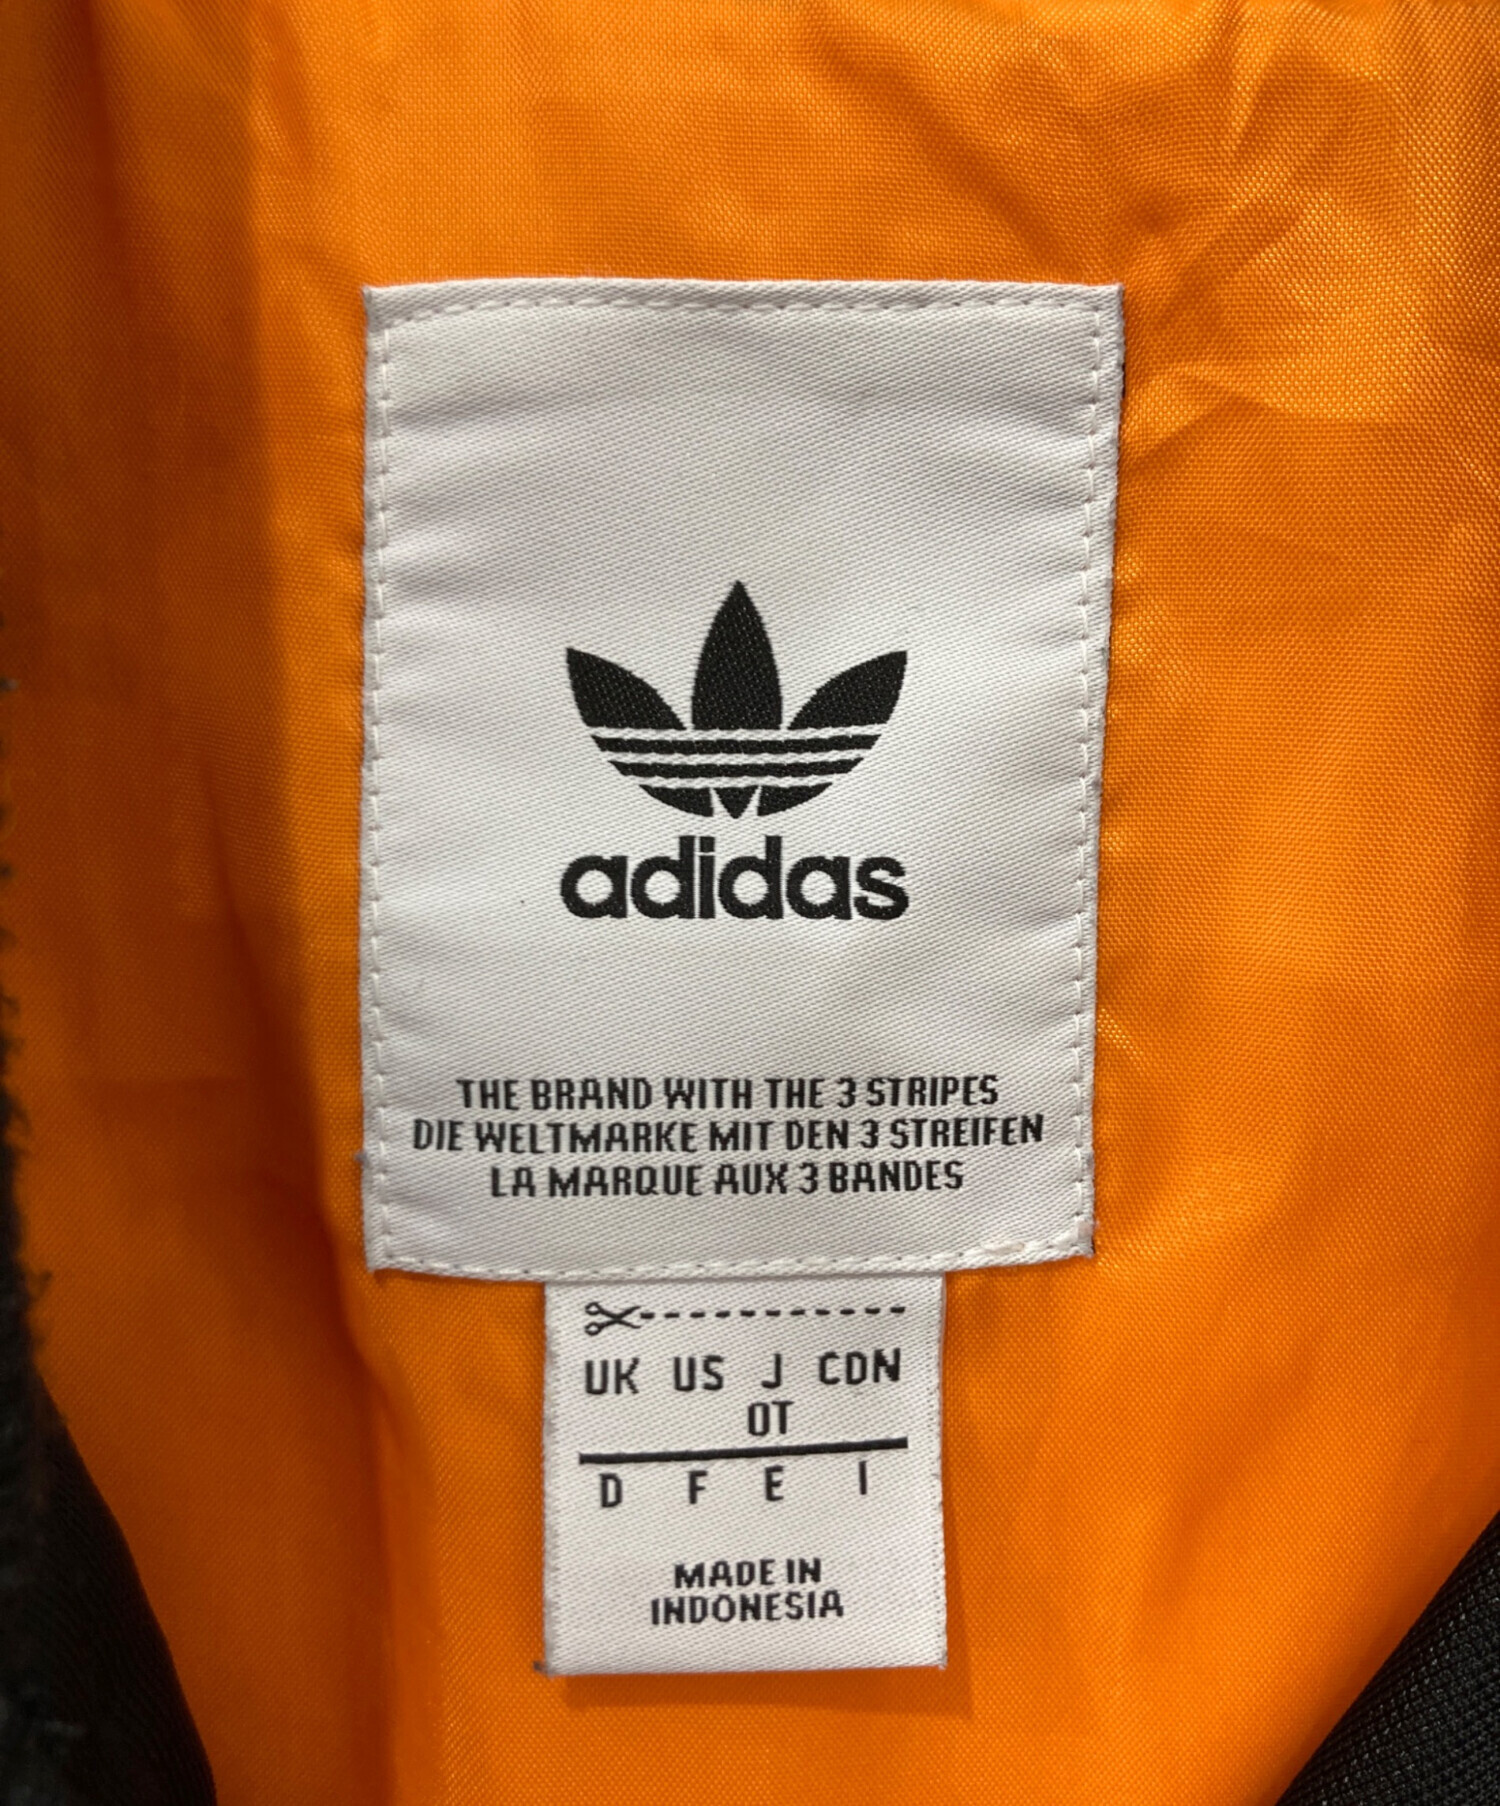 adidas
THE BRAND WITH THE 3 STRIPES
DIE WELTMARKE MIT DEN 3 STREIFEN
LA MARQUE AUX 3 BANDES
UK US J CDN
OT
D F E I
MADE IN
INDONESIA